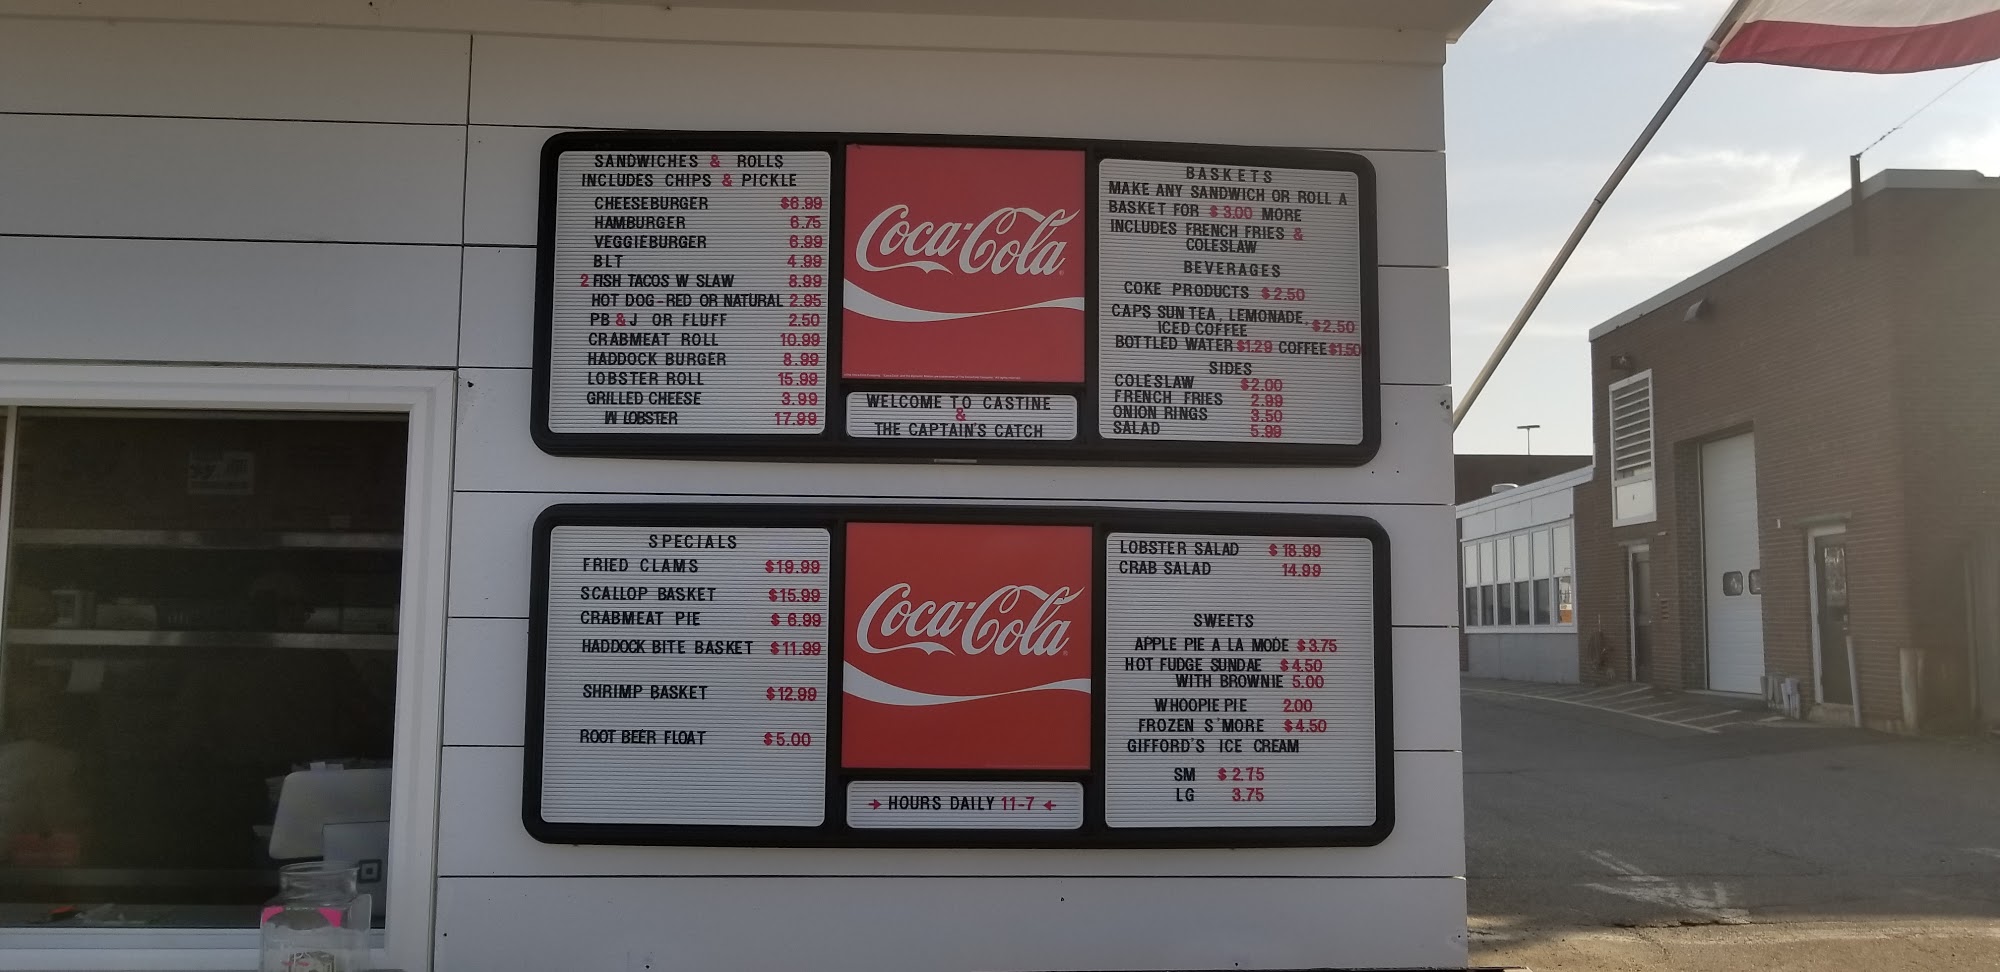 SANDWICHES & ROLLS
INCLUDES CHIPS & PICKLE
CHEESEBURGER $6.99
HAMBURGER 6.75
VEGGIEBURGER 6.99
BLT 4.99
2 FISH TACOS W SLAW 8.99
HOT DOG-RED OR NATURAL 2.95
PB & J OR FLUFF 2.50
CRABMEAT ROLL 10.99
HADDOCK BURGER 8.99
LOBSTER ROLL 15.99
GRILLED CHEESE 3.99
W LOBSTER 17.99
Coca-Cola
WELCOME TO CASTINE
&
THE CAPTAIN'S CATCH
BASKETS
MAKE ANY SANDWICH OR ROLL A
BASKET FOR $3.00 MORE
INCLUDES FRENCH FRIES &
COLESLAW
BEVERAGES
COKE PRODUCTS $2.50
CAPS SUN TEA, LEMONADE,
ICED COFFEE $2.50
BOTTLED WATER $1.29 COFFEE $1.50
SIDES
COLESLAW $2.00
FRENCH FRIES 2.99
ONION RINGS 3.50
SALAD 5.99
SPECIALS
FRIED CLAMS $19.99
SCALLOP BASKET $15.99
CRABMEAT PIE $6.99
HADDOCK BITE BASKET $11.99
SHRIMP BASKET $12.99
ROOT BEER FLOAT $5.00
Coca-Cola
→ HOURS DAILY 11-7 ←
LOBSTER SALAD $18.99
CRAB SALAD 14.99
SWEETS
APPLE PIE A LA MODE $3.75
HOT FUDGE SUNDAE $4.50
WITH BROWNIE 5.00
WHOOPIE PIE 2.00
FROZEN S'MORE $4.50
GIFFORD'S ICE CREAM
SM $2.75
LG 3.75